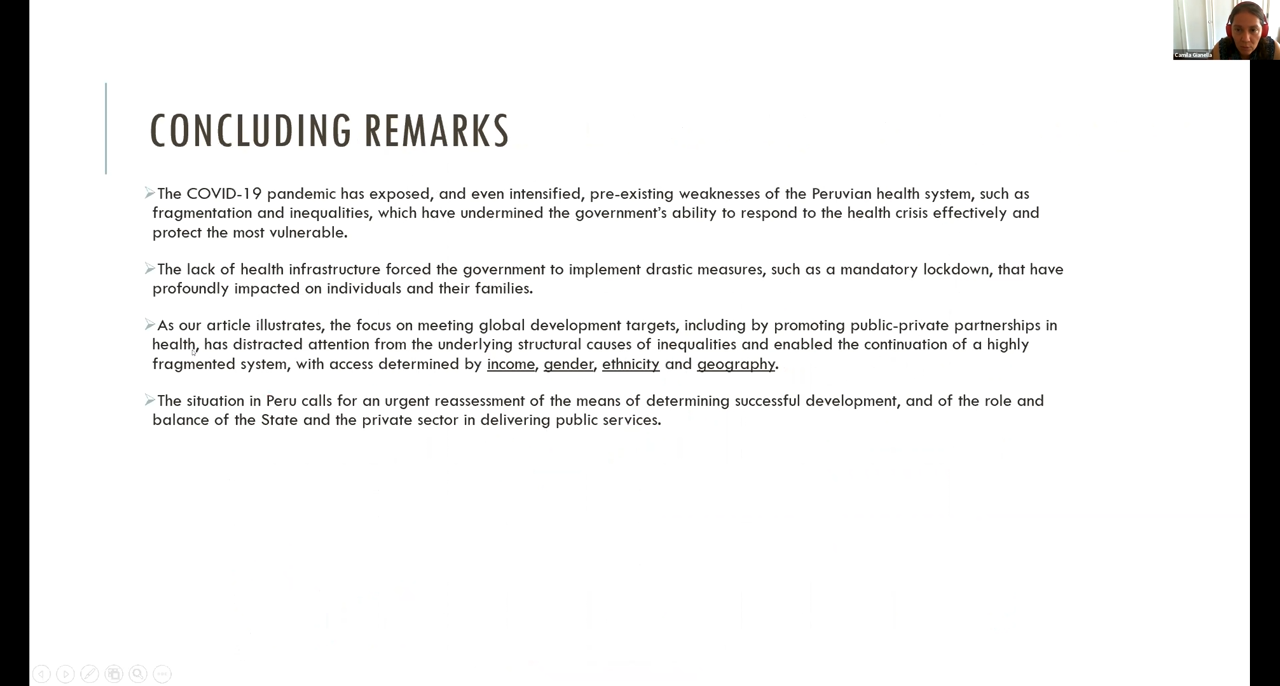 Camila Gianella
CONCLUDING REMARKS
The COVID-19 pandemic has exposed, and even intensified, pre-existing weaknesses of the Peruvian health system, such as
fragmentation and inequalities, which have undermined the government's ability to respond to the health crisis effectively and
protect the most vulnerable.
The lack of health infrastructure forced the government to implement drastic measures, such as a mandatory lockdown, that have
profoundly impacted on individuals and their families.
As our article illustrates, the focus on meeting global development targets, including by promoting public-private partnerships in
health, has distracted attention from the underlying structural causes of inequalities and enabled the continuation of a highly
fragmented system, with access determined by income, gender, ethnicity and geography.
The situation in Peru calls for an urgent reassessment of the means of determining successful development, and of the role and
balance of the State and the private sector in delivering public services.